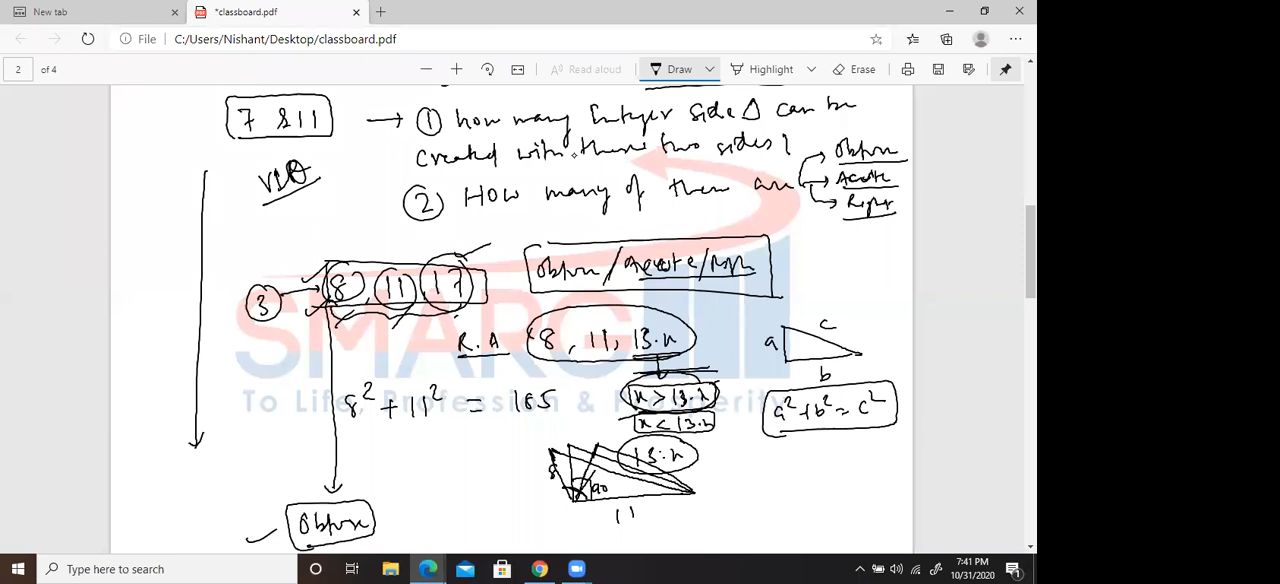 New tab
*classboard.pdf
File
C:/Users/Nishant/Desktop/classboard.pdf
2 of 4
Read aloud
Draw
Highlight
Erase
7 & 11
① How many Integer side Δ can be
created with these two sides?
② How many of them are
Obtuse
Acute
Right
③
8, 11, 17
Obtuse/Acute/Right
SMARG
R.A
8, 11, 13.x
a
c
b
8² + 11² = 185
x > 13.x
x < 13.x
a² + b² = c²
To Life, Profession & Prosperity
13.x
8
90
11
Obtuse
Type here to search
7:41 PM
10/31/2020
1